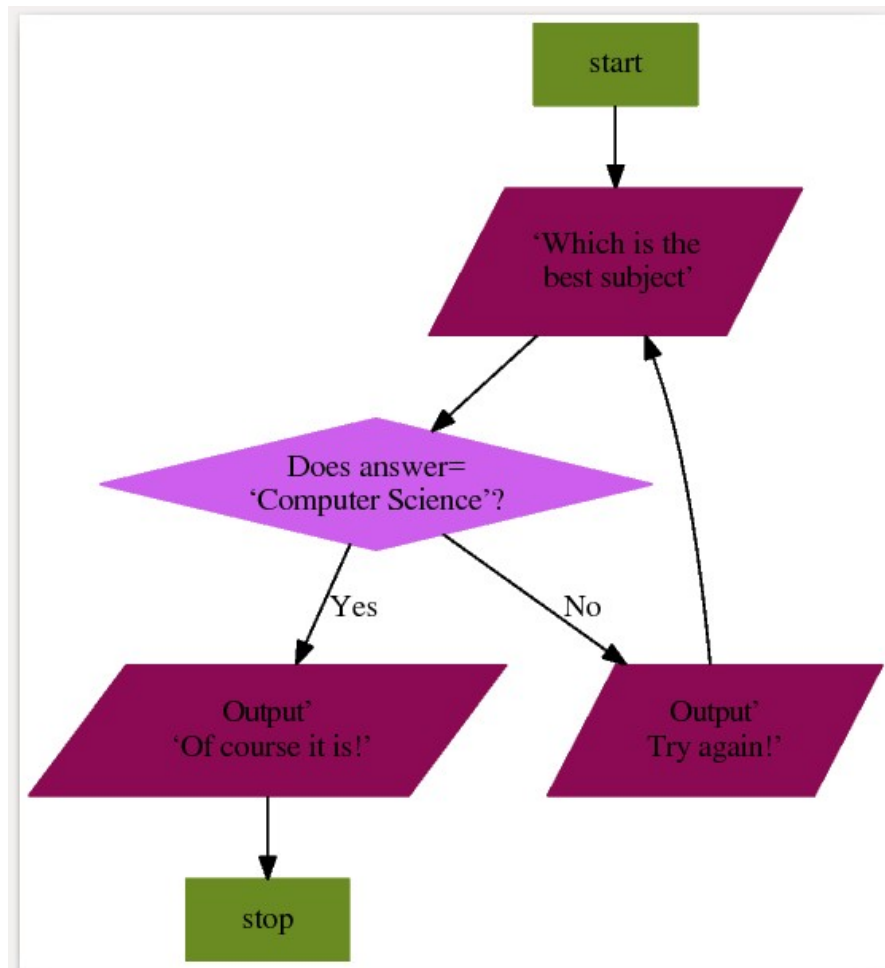 start
‘Which is the
best subject’
Does answer=
‘Computer Science’?
Yes
No
Output’
‘Of course it is!’
Output’
Try again!’
stop